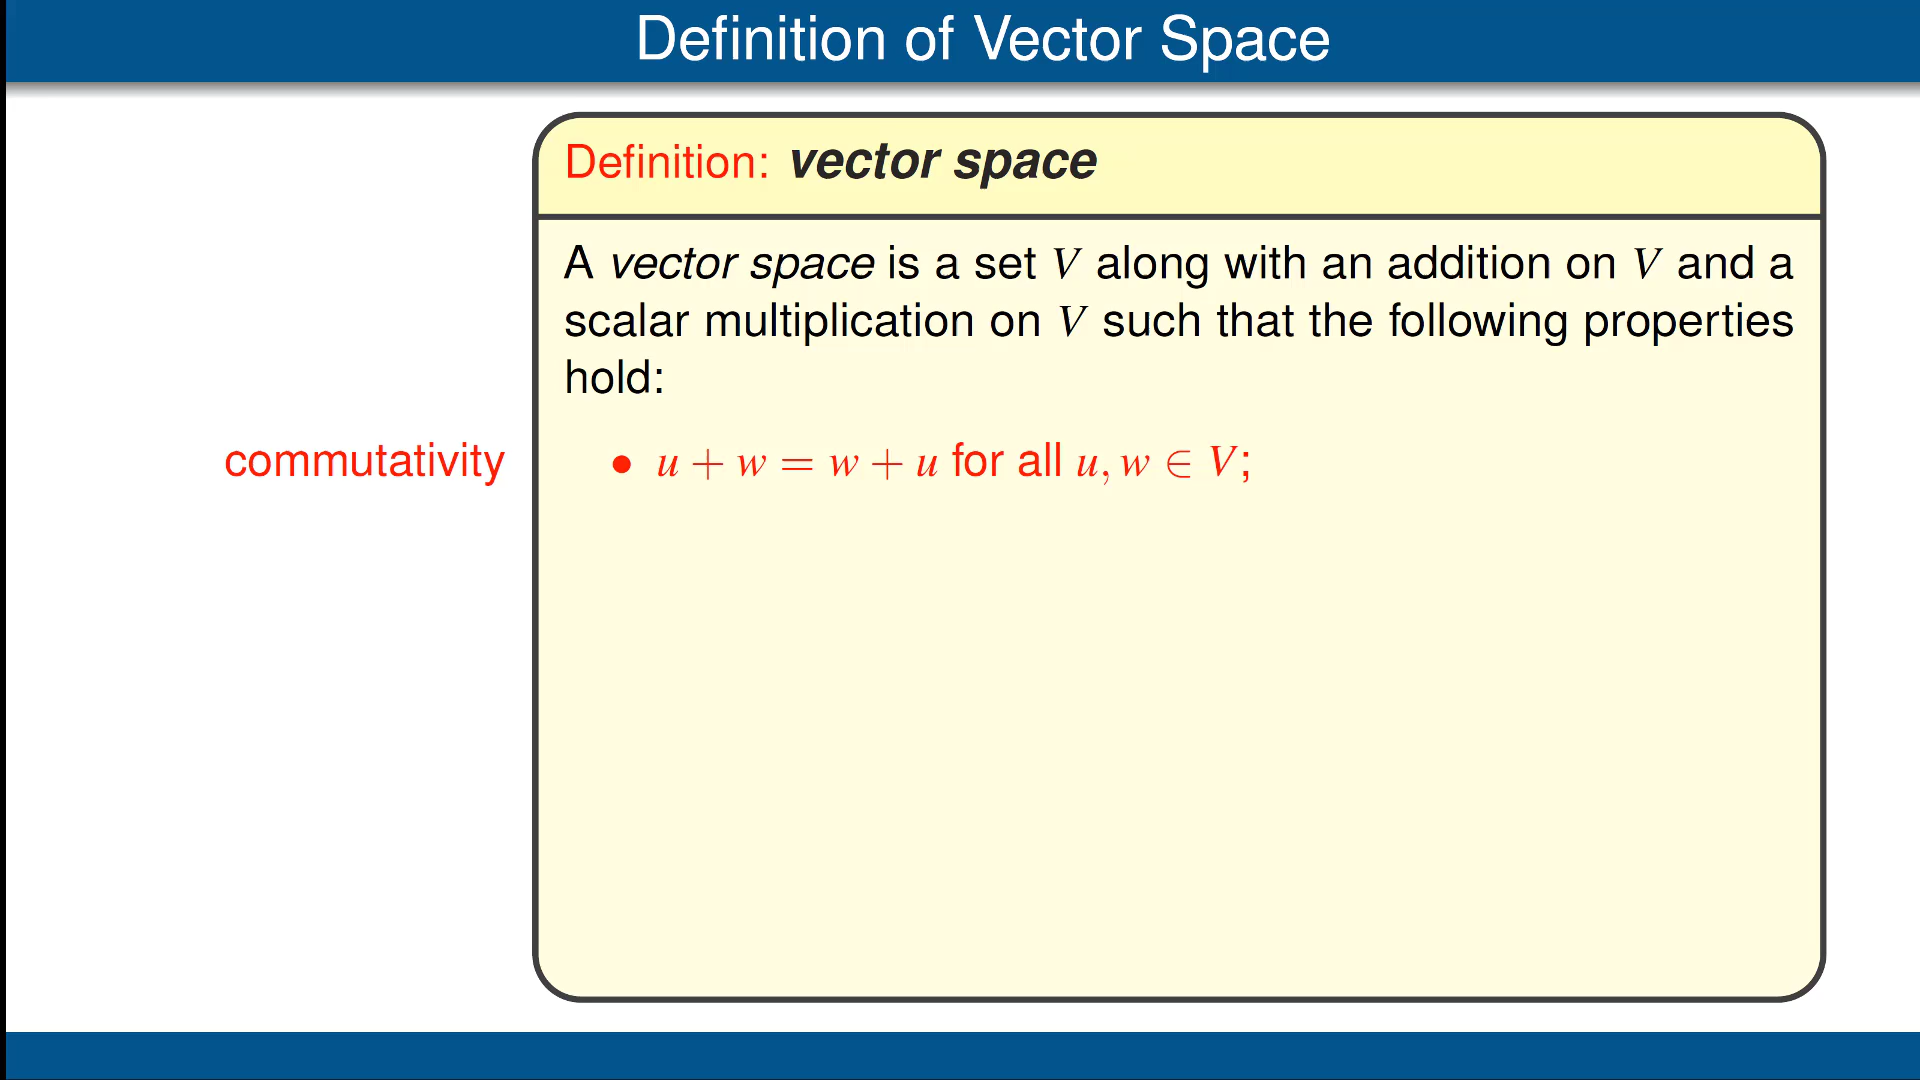 Definition of Vector Space
Definition: vector space
A vector space is a set V along with an addition on V and a
scalar multiplication on V such that the following properties
hold:
commutativity • u + w = w + u for all u, w ∈ V;